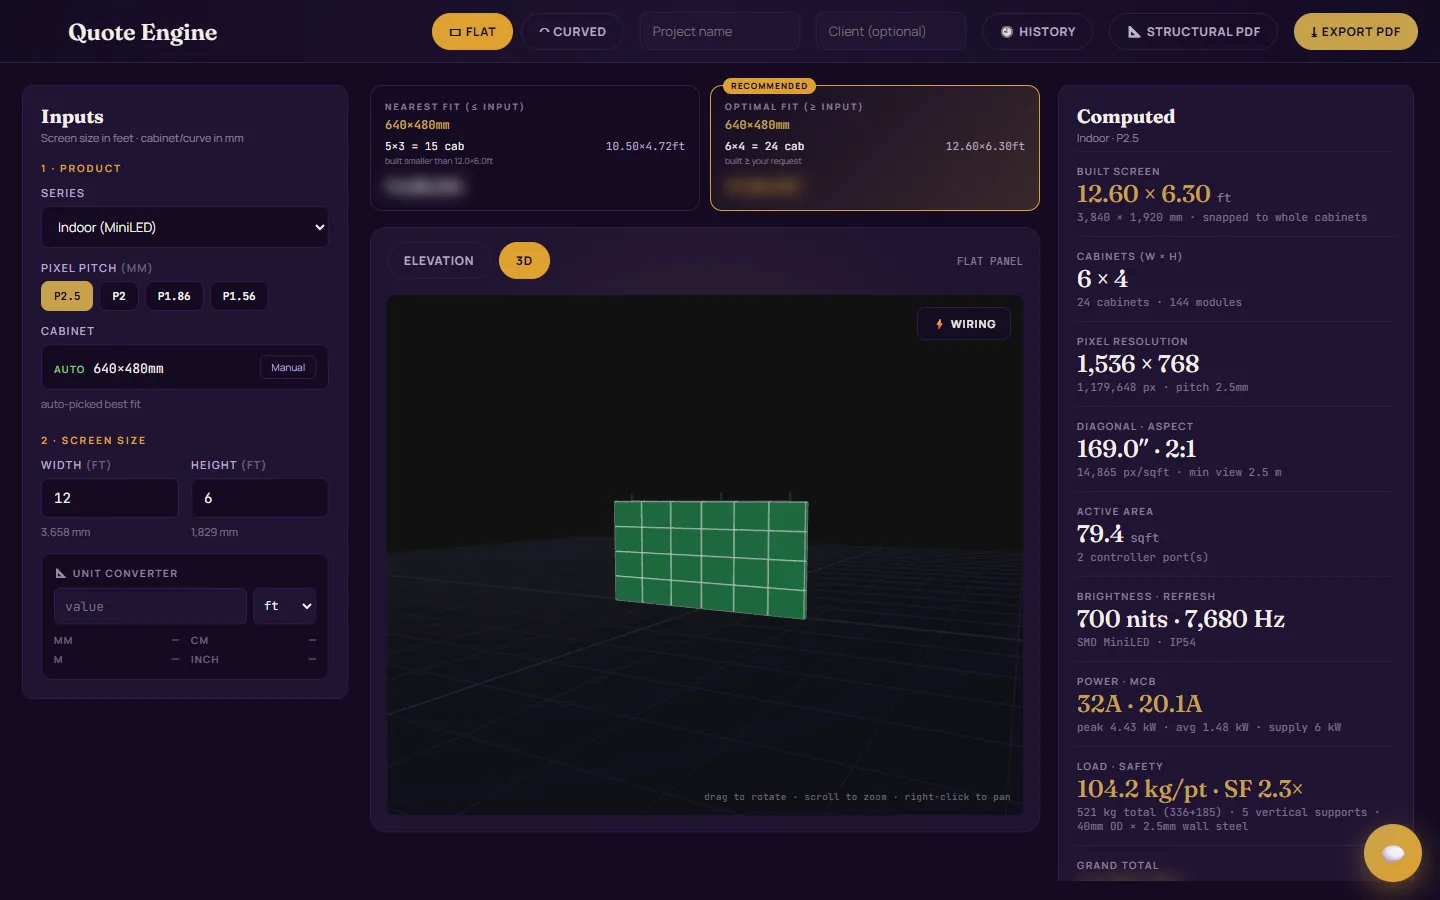 Quote Engine
FLAT
CURVED
Project name
Client (optional)
HISTORY
STRUCTURAL PDF
EXPORT PDF
Inputs
Screen size in feet · cabinet/curve in mm
1 · PRODUCT
SERIES
Indoor (MiniLED)
PIXEL PITCH (MM)
P2.5
P2
P1.86
P1.56
CABINET
AUTO 640×480mm
Manual
auto-picked best fit
2 · SCREEN SIZE
WIDTH (FT)
HEIGHT (FT)
12
6
3,658 mm
1,829 mm
UNIT CONVERTER
value
ft
MM –
CM –
M –
INCH –
NEAREST FIT (≤ INPUT)
640×480mm
5×3 = 15 cab
10.50×4.72ft
built smaller than 12.0×6.0ft
RECOMMENDED
OPTIMAL FIT (≥ INPUT)
640×480mm
6×4 = 24 cab
12.60×6.30ft
built ≥ your request
ELEVATION
3D
FLAT PANEL
WIRING
drag to rotate · scroll to zoom · right-click to pan
Computed
Indoor · P2.5
BUILT SCREEN
12.60 × 6.30 ft
3,840 × 1,920 mm · snapped to whole cabinets
CABINETS (W × H)
6 × 4
24 cabinets · 144 modules
PIXEL RESOLUTION
1,536 × 768
1,179,648 px · pitch 2.5mm
DIAGONAL · ASPECT
169.0″ · 2:1
14,865 px/sqft · min view 2.5 m
ACTIVE AREA
79.4 sqft
2 controller port(s)
BRIGHTNESS · REFRESH
700 nits · 7,680 Hz
SMD MiniLED · IP54
POWER · MCB
32A · 20.1A
peak 4.43 kW · avg 1.48 kW · supply 6 kW
LOAD · SAFETY
104.2 kg/pt · SF 2.3×
521 kg total (336+185) · 5 vertical supports ·
40mm OD × 2.5mm wall steel
GRAND TOTAL